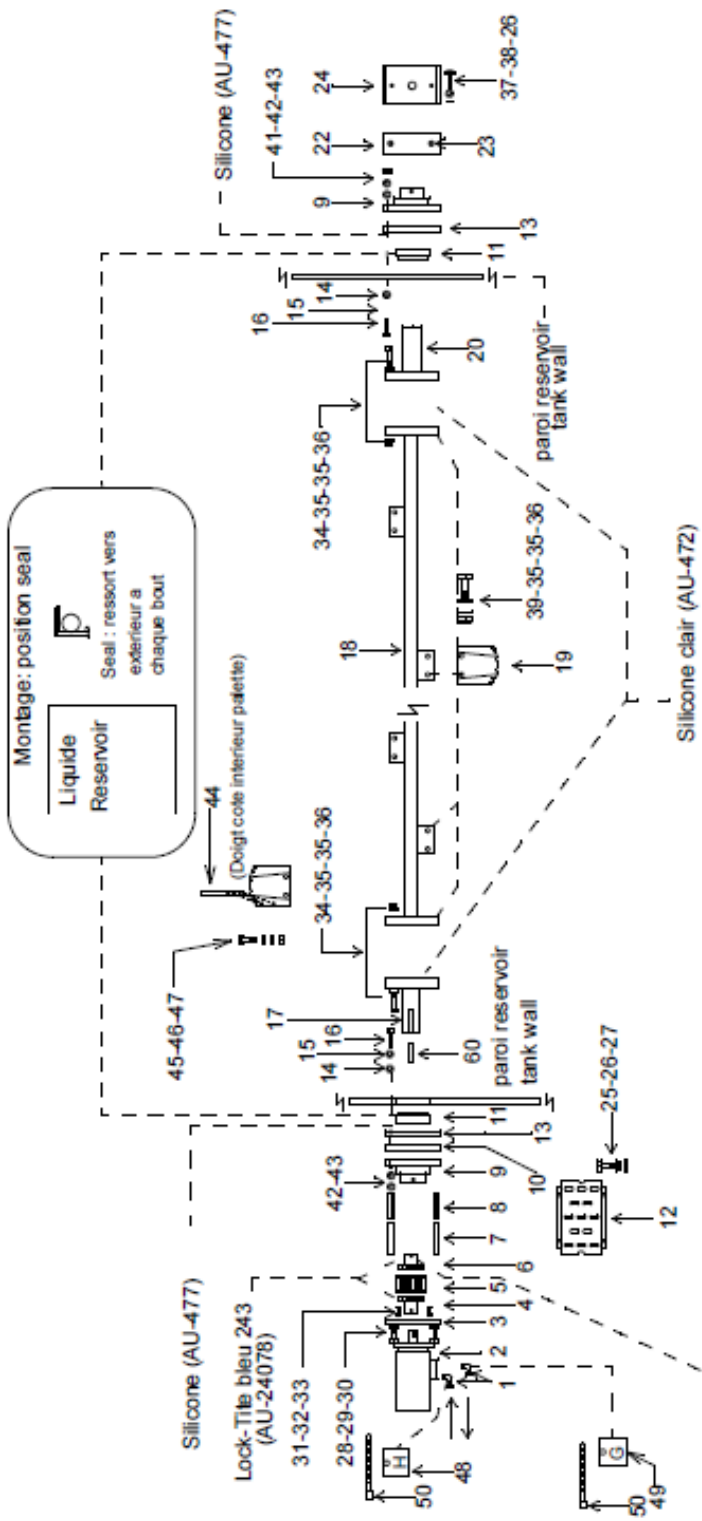 Montage: position seal
Liquide
Reservoir
Seal : ressort vers
exterieur a
chaque bout
Silicone (AU-477)
Lock-Tite bleu 243
(AU-24078)
31-32-33
28-29-30
42-43
45-46-47
44
(Doigt cote interieur palette)
34-35-35-36
34-35-35-36
Silicone (AU-477)
41-42-43
9
22
24
14
15
16
17
14
15
16
18
H
48
50
G
49
50
1
2
3
4
5
6
7
8
9
10
13
11
12
25-26-27
60
paroi reservoir
tank wall
19
39-35-35-36
20
paroi reservoir
tank wall
11
13
23
37-38-26
Silicone clair (AU-472)